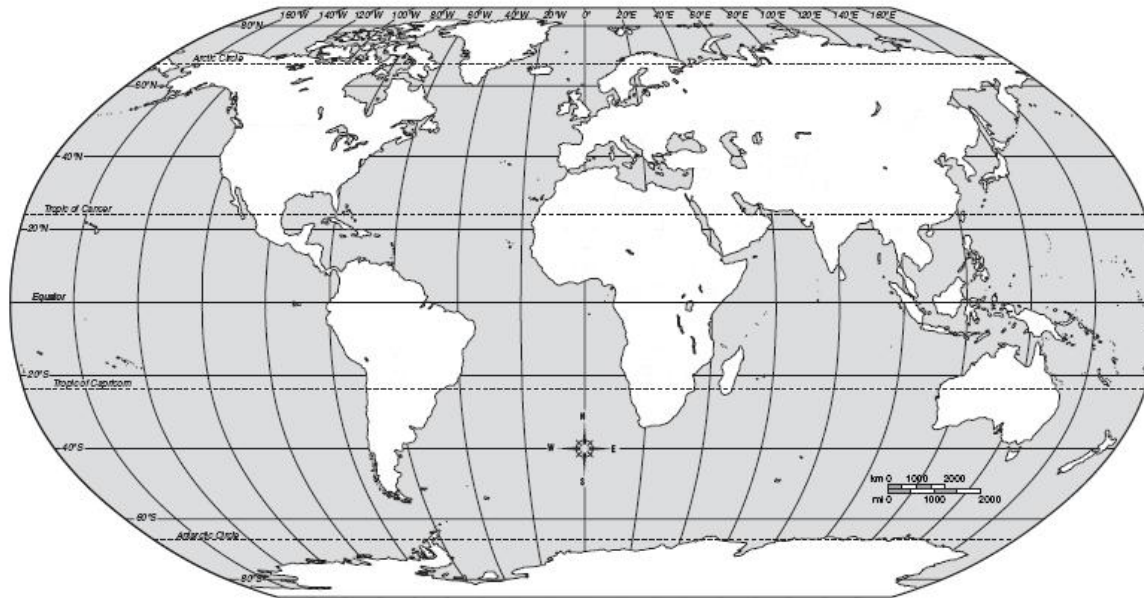 160°W 140°W 120°W 100°W 80°W 60°W 40°W 20°W 0° 20°E 40°E 60°E 80°E 100°E 120°E 140°E 160°E
80°N
Arctic Circle
60°N
40°N
Tropic of Cancer
20°N
Equator
20°S
Tropic of Capricorn
N
40°S
W E
S
km 0 1000 2000
mi 0 1000 2000
60°S
Antarctic Circle
80°S